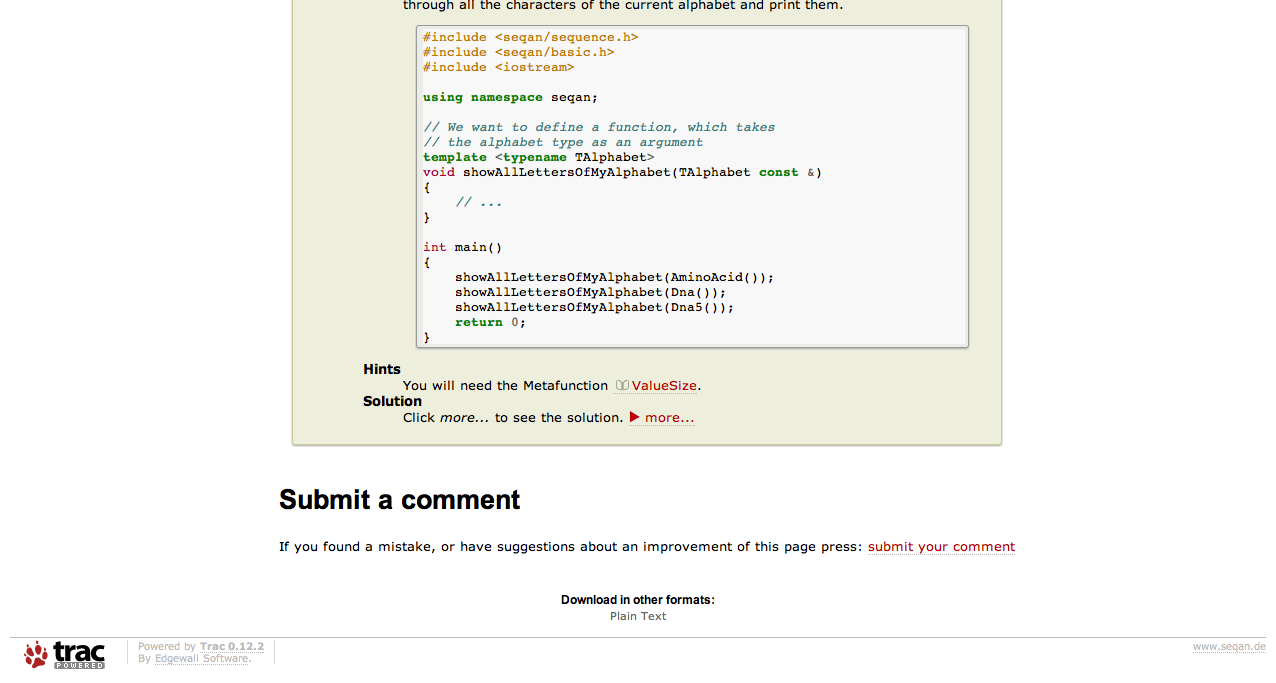 through all the characters of the current alphabet and print them.
#include <seqan/sequence.h>
#include <seqan/basic.h>
#include <iostream>
using namespace seqan;
// We want to define a function, which takes
// the alphabet type as an argument
template <typename TAlphabet>
void showAllLettersOfMyAlphabet(TAlphabet const &)
{
    // ...
}
int main()
{
    showAllLettersOfMyAlphabet(AminoAcid());
    showAllLettersOfMyAlphabet(Dna());
    showAllLettersOfMyAlphabet(Dna5());
    return 0;
}
Hints
You will need the Metafunction ValueSize.
Solution
Click more... to see the solution. more...
Submit a comment
If you found a mistake, or have suggestions about an improvement of this page press: submit your comment
Download in other formats:
Plain Text
trac
POWERED
Powered by Trac 0.12.2
By Edgewall Software.
www.seqan.de